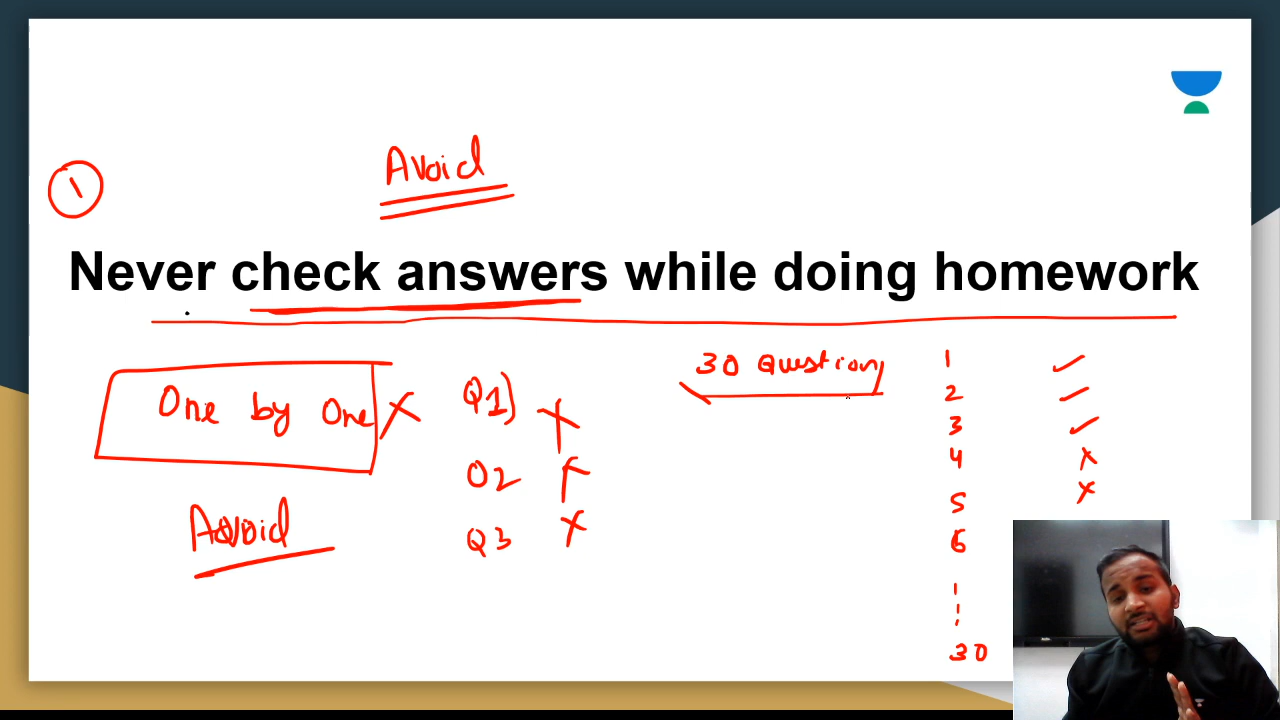 1
Avoid
Never check answers while doing homework
One by One ×
Avoid
Q1) ×
Q2 ×
Q3 ×
30 Question
1 ✓
2 ✓
3 ✓
4 ×
5 ×
6
30